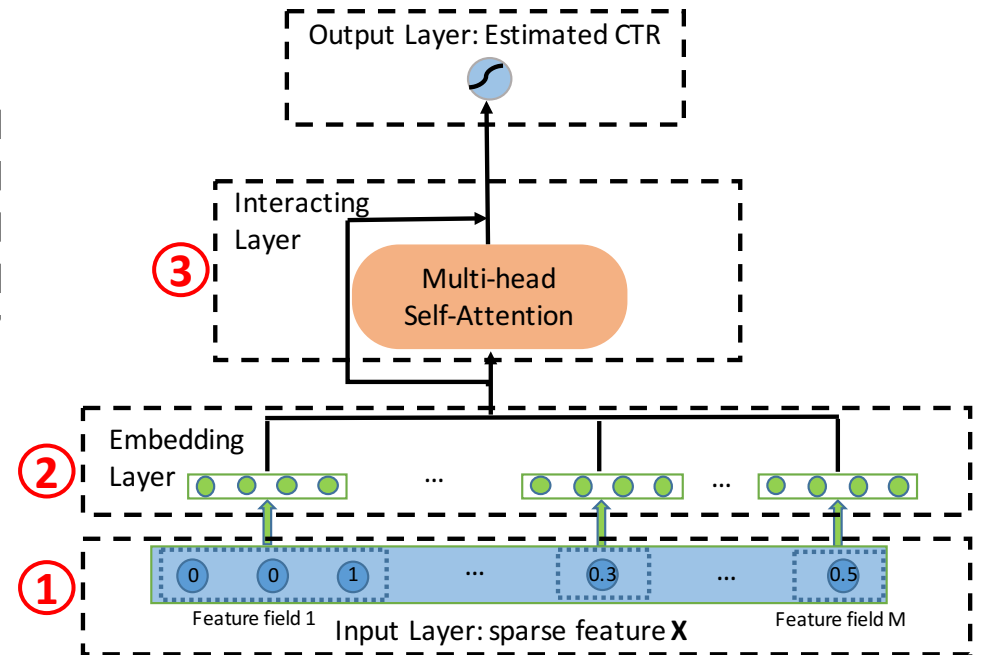 Output Layer: Estimated CTR
Interacting
Layer
3
Multi-head
Self-Attention
2
Embedding
Layer
...
...
1
0 0 1 ... 0.3 ... 0.5
Feature field 1
Feature field M
Input Layer: sparse feature X